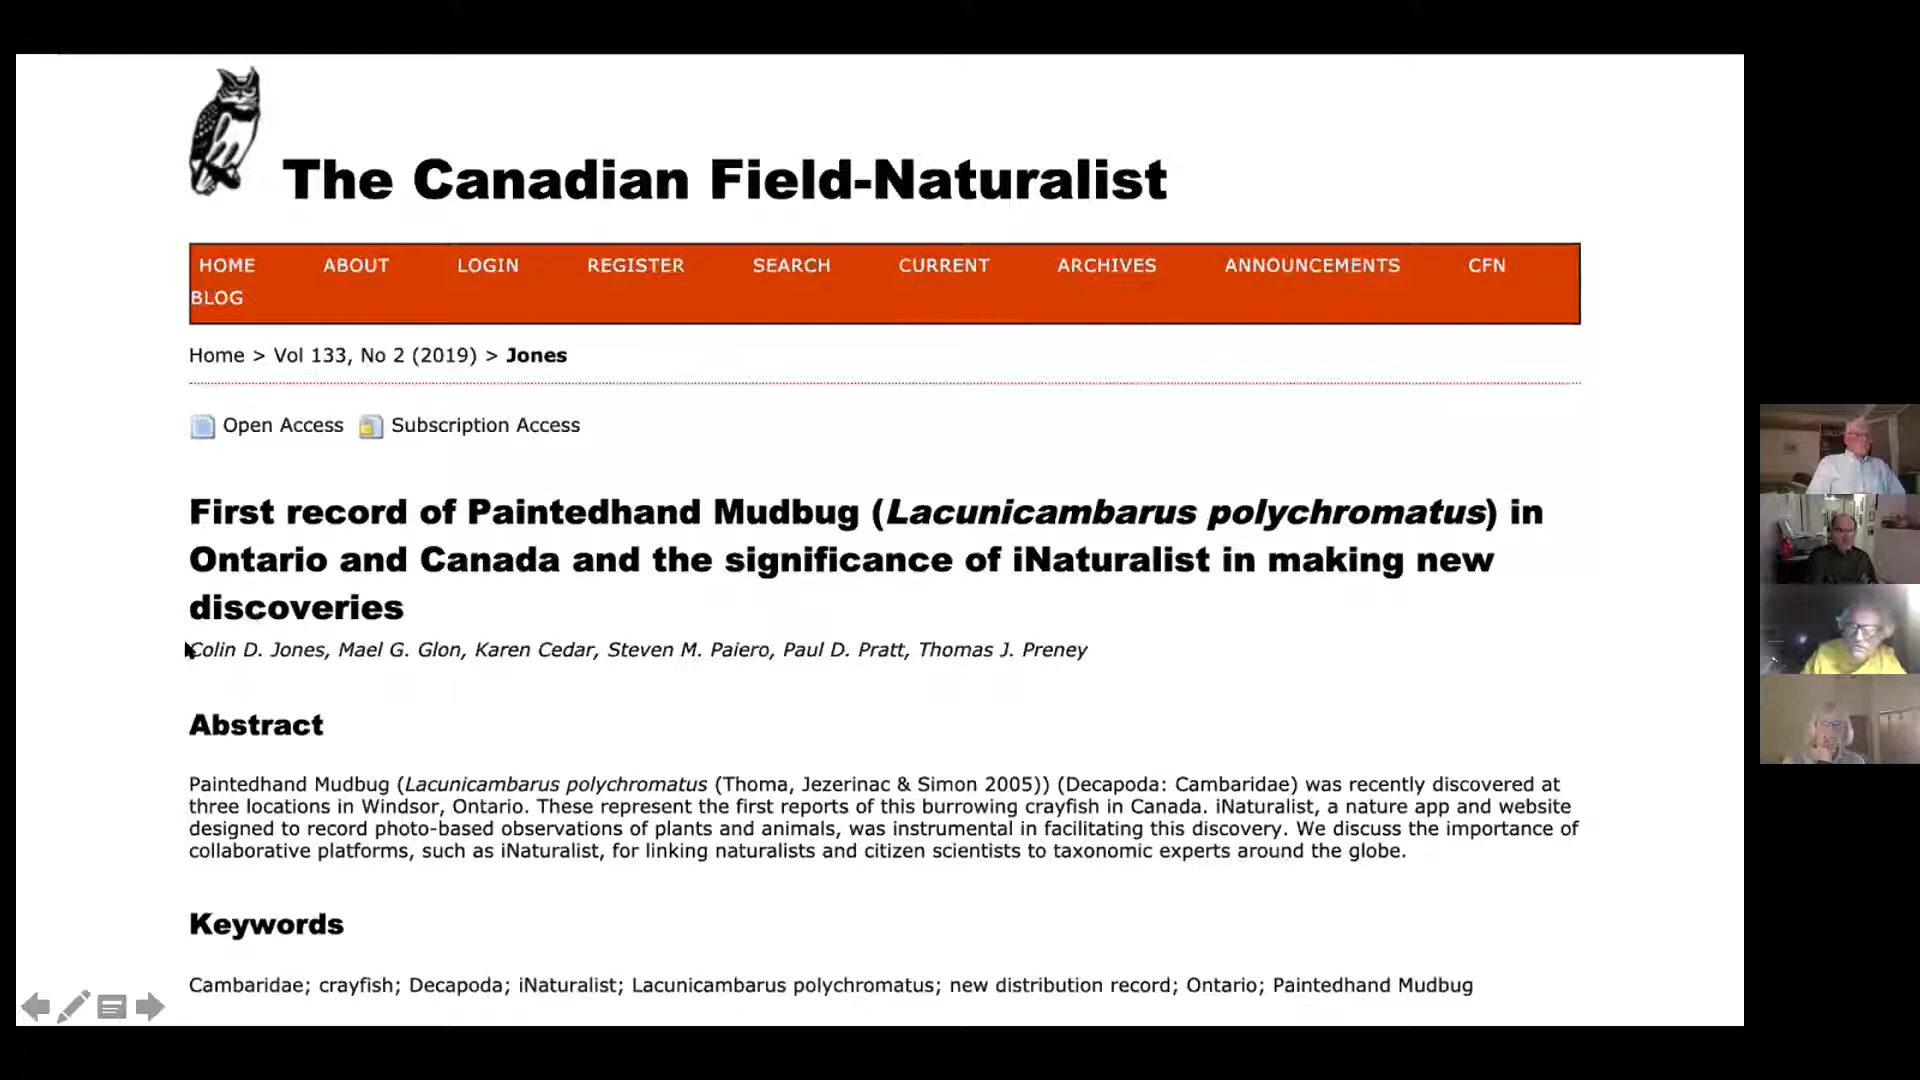 The Canadian Field-Naturalist
HOME ABOUT LOGIN REGISTER SEARCH CURRENT ARCHIVES ANNOUNCEMENTS CFN
BLOG
Home > Vol 133, No 2 (2019) > Jones
Open Access Subscription Access
First record of Paintedhand Mudbug (Lacunicambarus polychromatus) in
Ontario and Canada and the significance of iNaturalist in making new
discoveries
Colin D. Jones, Mael G. Glon, Karen Cedar, Steven M. Paiero, Paul D. Pratt, Thomas J. Preney
Abstract
Paintedhand Mudbug (Lacunicambarus polychromatus (Thoma, Jezerinac & Simon 2005)) (Decapoda: Cambaridae) was recently discovered at
three locations in Windsor, Ontario. These represent the first reports of this burrowing crayfish in Canada. iNaturalist, a nature app and website
designed to record photo-based observations of plants and animals, was instrumental in facilitating this discovery. We discuss the importance of
collaborative platforms, such as iNaturalist, for linking naturalists and citizen scientists to taxonomic experts around the globe.
Keywords
Cambaridae; crayfish; Decapoda; iNaturalist; Lacunicambarus polychromatus; new distribution record; Ontario; Paintedhand Mudbug